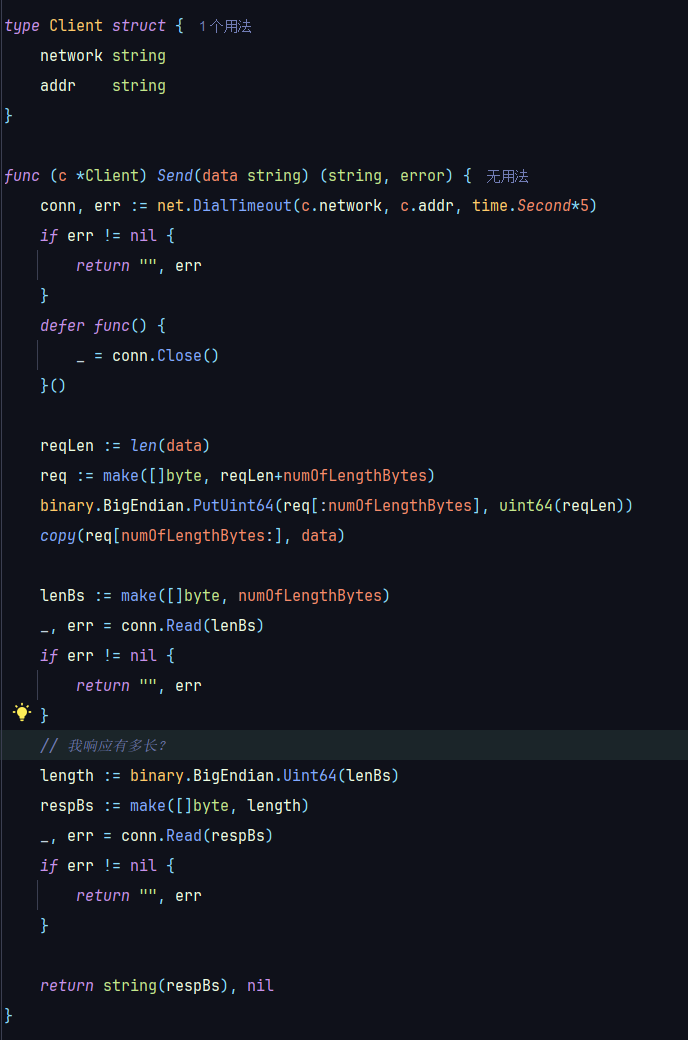 type Client struct { 1个用法
    network string
    addr    string
}

func (c *Client) Send(data string) (string, error) { 无用法
    conn, err := net.DialTimeout(c.network, c.addr, time.Second*5)
    if err != nil {
        return "", err
    }
    defer func() {
        _ = conn.Close()
    }()

    reqLen := len(data)
    req := make([]byte, reqLen+numOfLengthBytes)
    binary.BigEndian.PutUint64(req[:numOfLengthBytes], uint64(reqLen))
    copy(req[numOfLengthBytes:], data)

    lenBs := make([]byte, numOfLengthBytes)
    _, err = conn.Read(lenBs)
    if err != nil {
        return "", err
    }
    // 我响应有多长?
    length := binary.BigEndian.Uint64(lenBs)
    respBs := make([]byte, length)
    _, err = conn.Read(respBs)
    if err != nil {
        return "", err
    }

    return string(respBs), nil
}